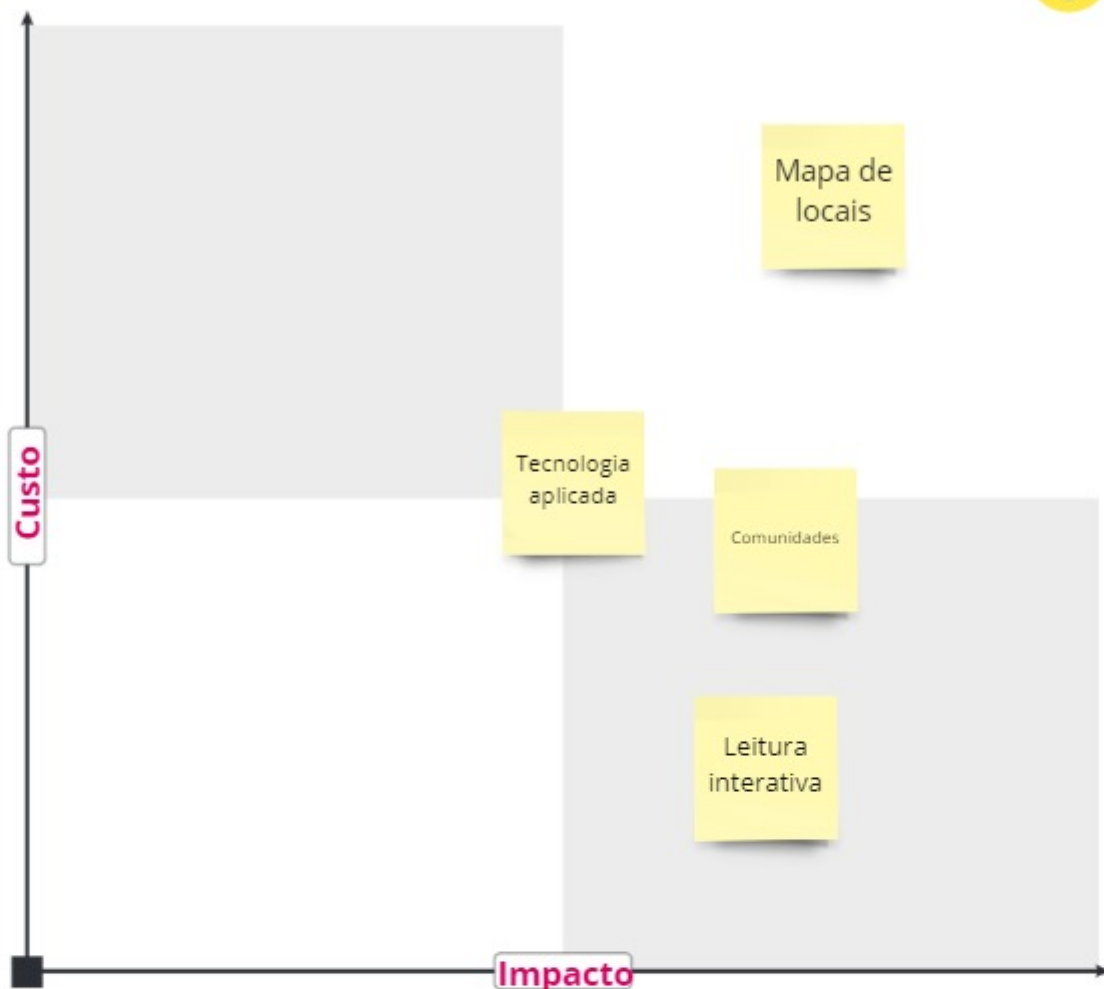 Mapa de
locais
Tecnologia
aplicada
Custo
Comunidades
Leitura
interativa
Impacto